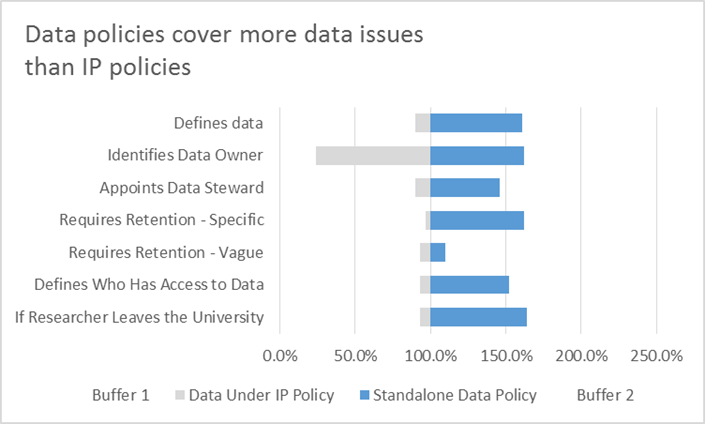 Data policies cover more data issues
than IP policies
Defines data
Identifies Data Owner
Appoints Data Steward
Requires Retention - Specific
Requires Retention - Vague
Defines Who Has Access to Data
If Researcher Leaves the University
0.0% 50.0% 100.0% 150.0% 200.0% 250.0%
Buffer 1 Data Under IP Policy Standalone Data Policy Buffer 2